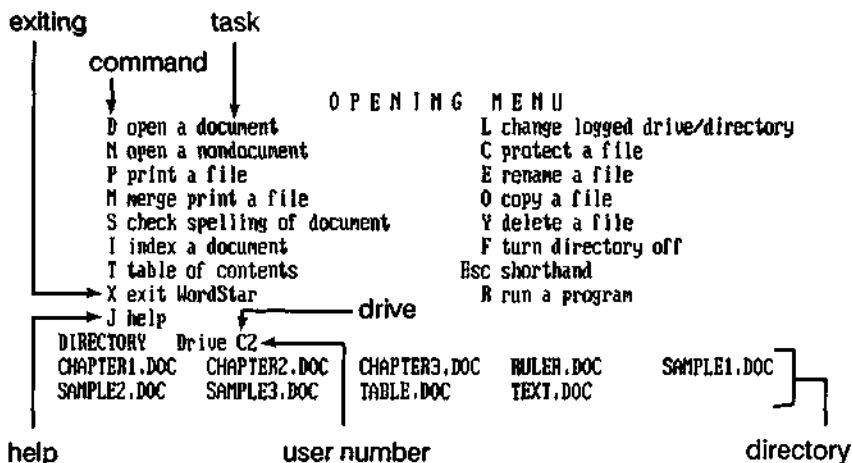 exiting task
command
OPENING MENU
D open a document L change logged drive/directory
N open a nondocument C protect a file
P print a file E rename a file
M merge print a file O copy a file
S check spelling of document Y delete a file
I index a document F turn directory off
T table of contents Esc shorthand
X exit WordStar R run a program
J help drive
DIRECTORY Drive C2
CHAPTER1.DOC CHAPTER2.DOC CHAPTER3.DOC RULER.DOC SAMPLE1.DOC
SAMPLE2.DOC SAMPLE3.DOC TABLE.DOC TEXT.DOC
help user number directory